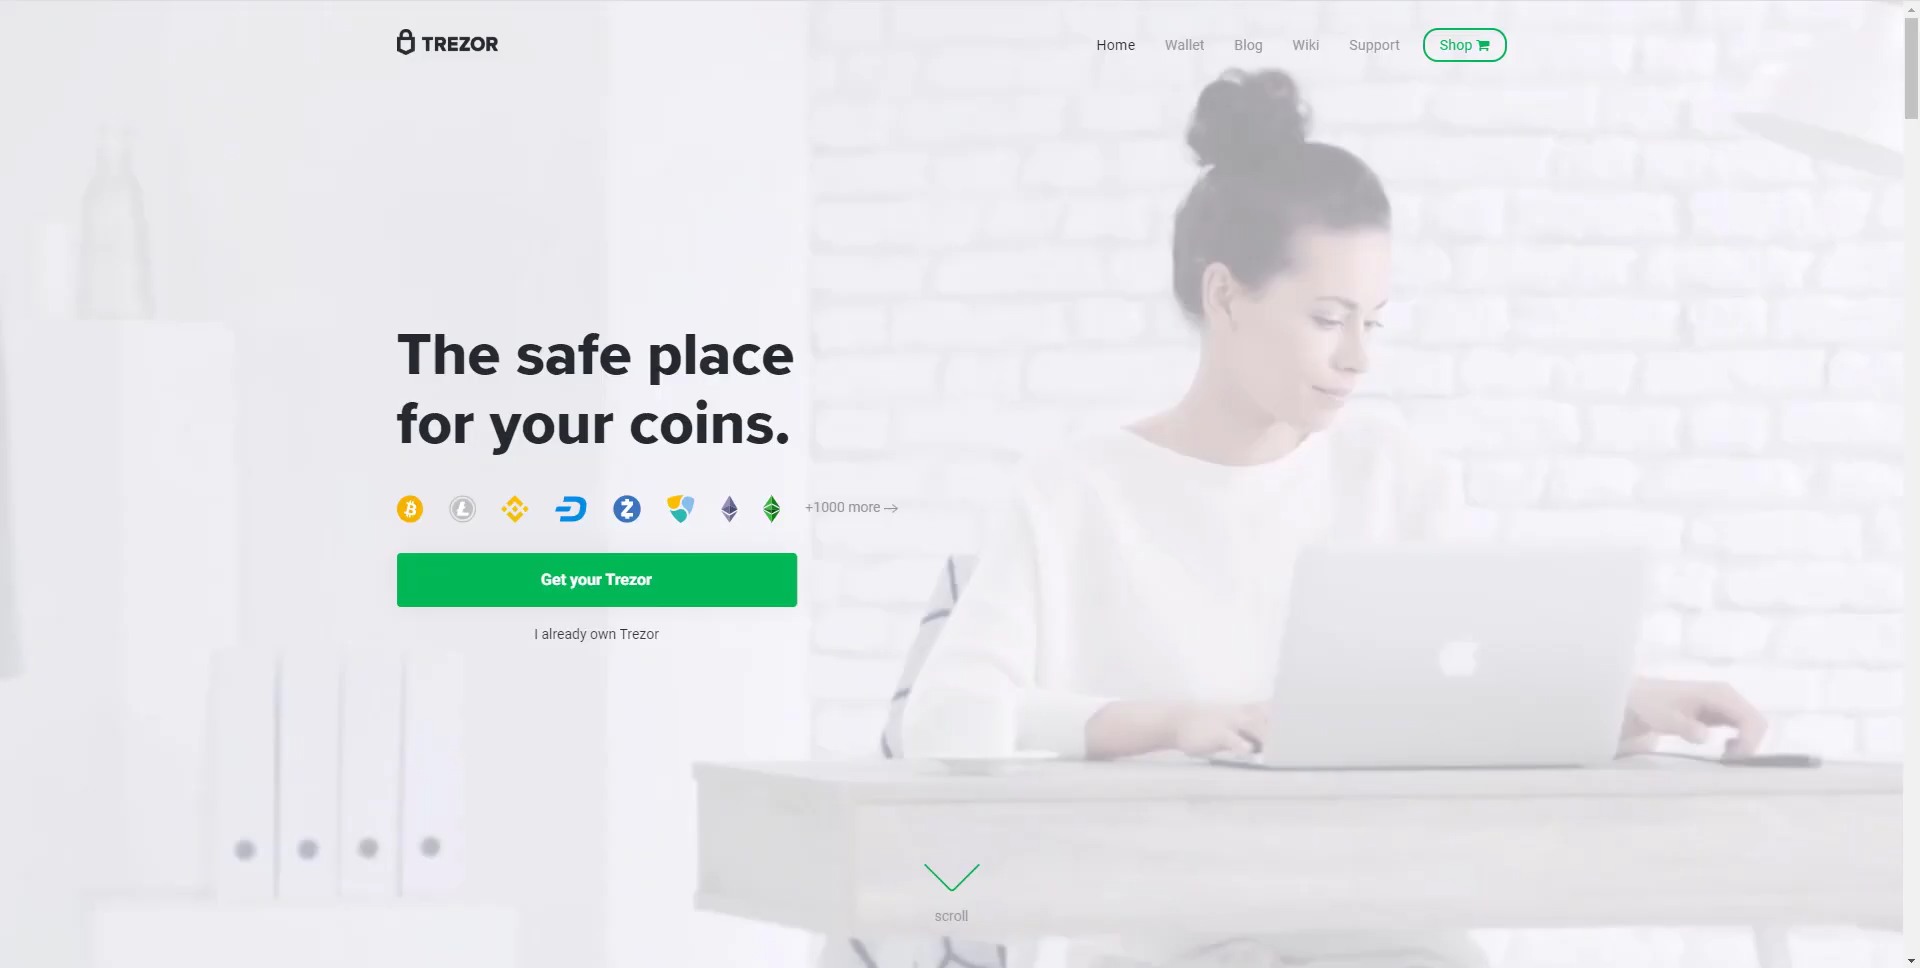 TREZOR
Home Wallet Blog Wiki Support Shop
The safe place
for your coins.
+1000 more →
Get your Trezor
I already own Trezor
scroll